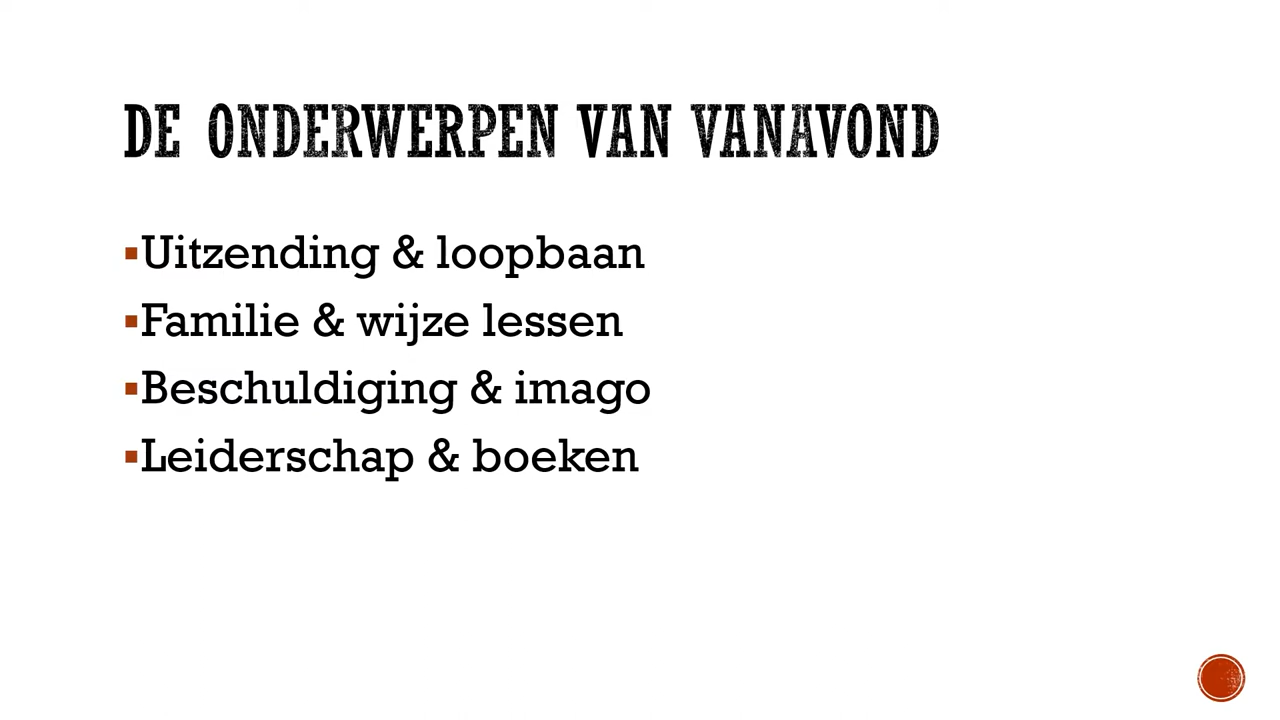 DE ONDERWERPEN VAN VANAVOND
▪Uitzending & loopbaan
▪Familie & wijze lessen
▪Beschuldiging & imago
▪Leiderschap & boeken